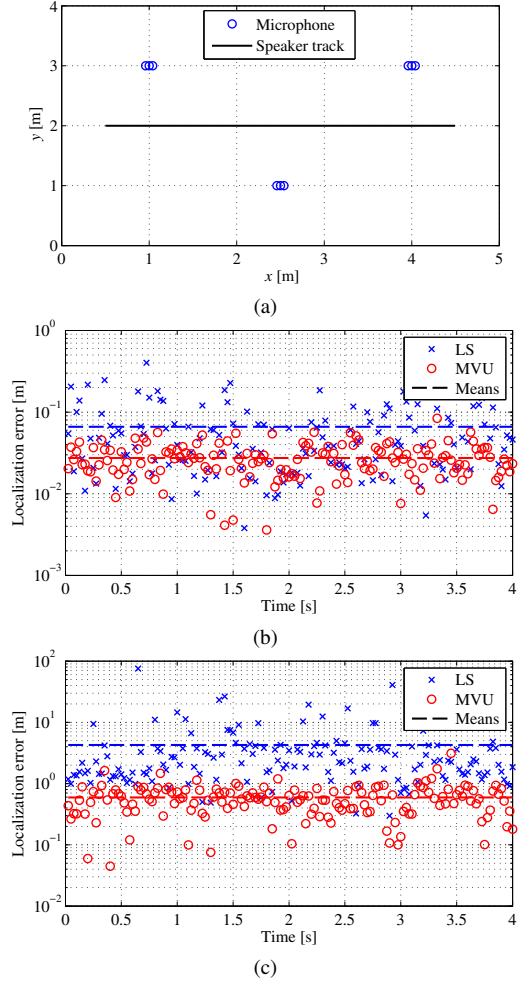 4
3
2
1
0
y [m]
Microphone
Speaker track
0 1 2 3 4 5
x [m]
(a)
10^0
10^-1
10^-2
10^-3
Localization error [m]
LS
MVU
Means
0 0.5 1 1.5 2 2.5 3 3.5 4
Time [s]
(b)
10^2
10^1
10^0
10^-1
10^-2
Localization error [m]
LS
MVU
Means
0 0.5 1 1.5 2 2.5 3 3.5 4
Time [s]
(c)